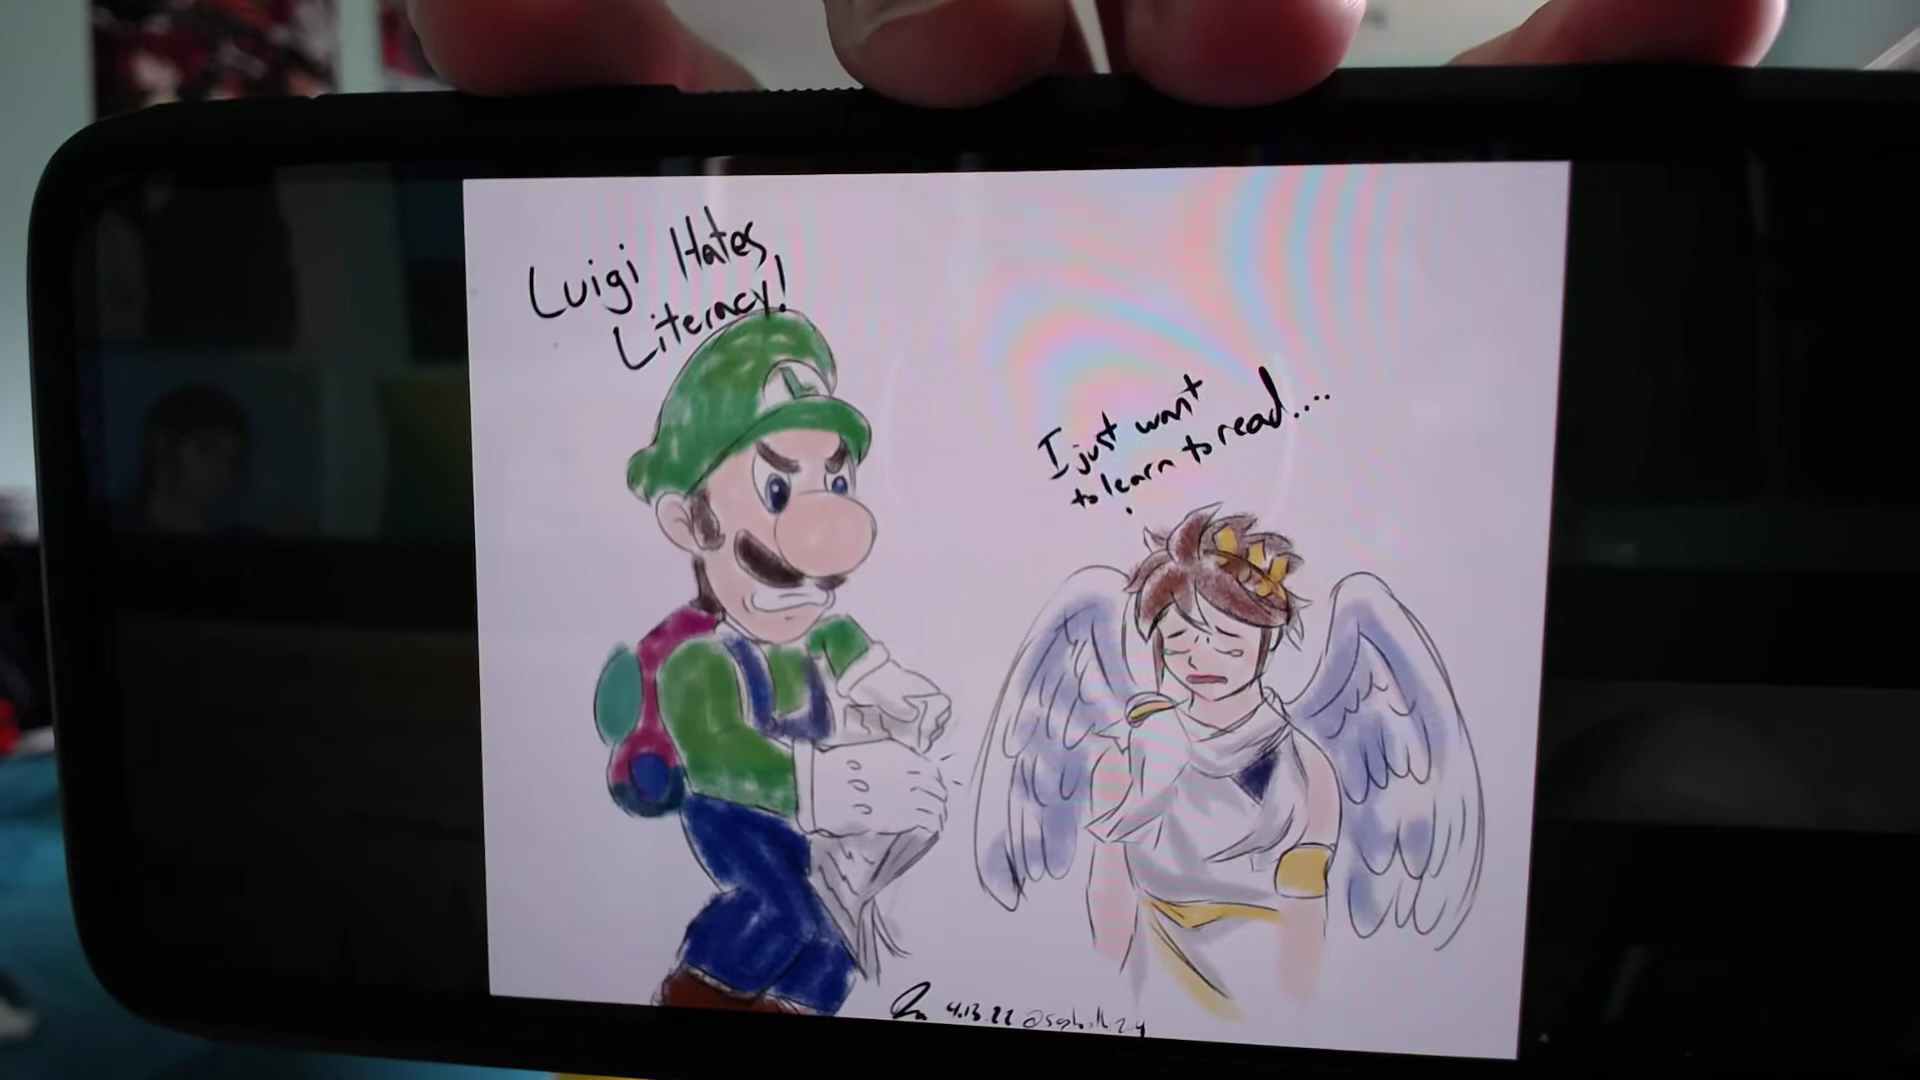 Luigi Hates
Literacy!
L
I just want
to learn to read....
4.13.22